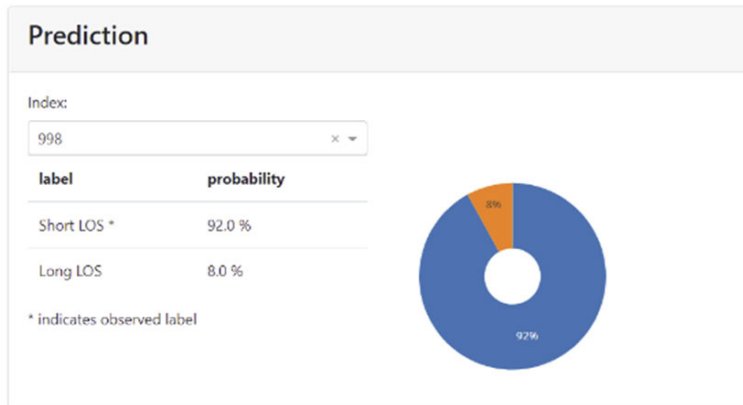 Prediction
Index:
998
label probability
Short LOS * 92.0 %
Long LOS 8.0 %
* indicates observed label
8%
92%